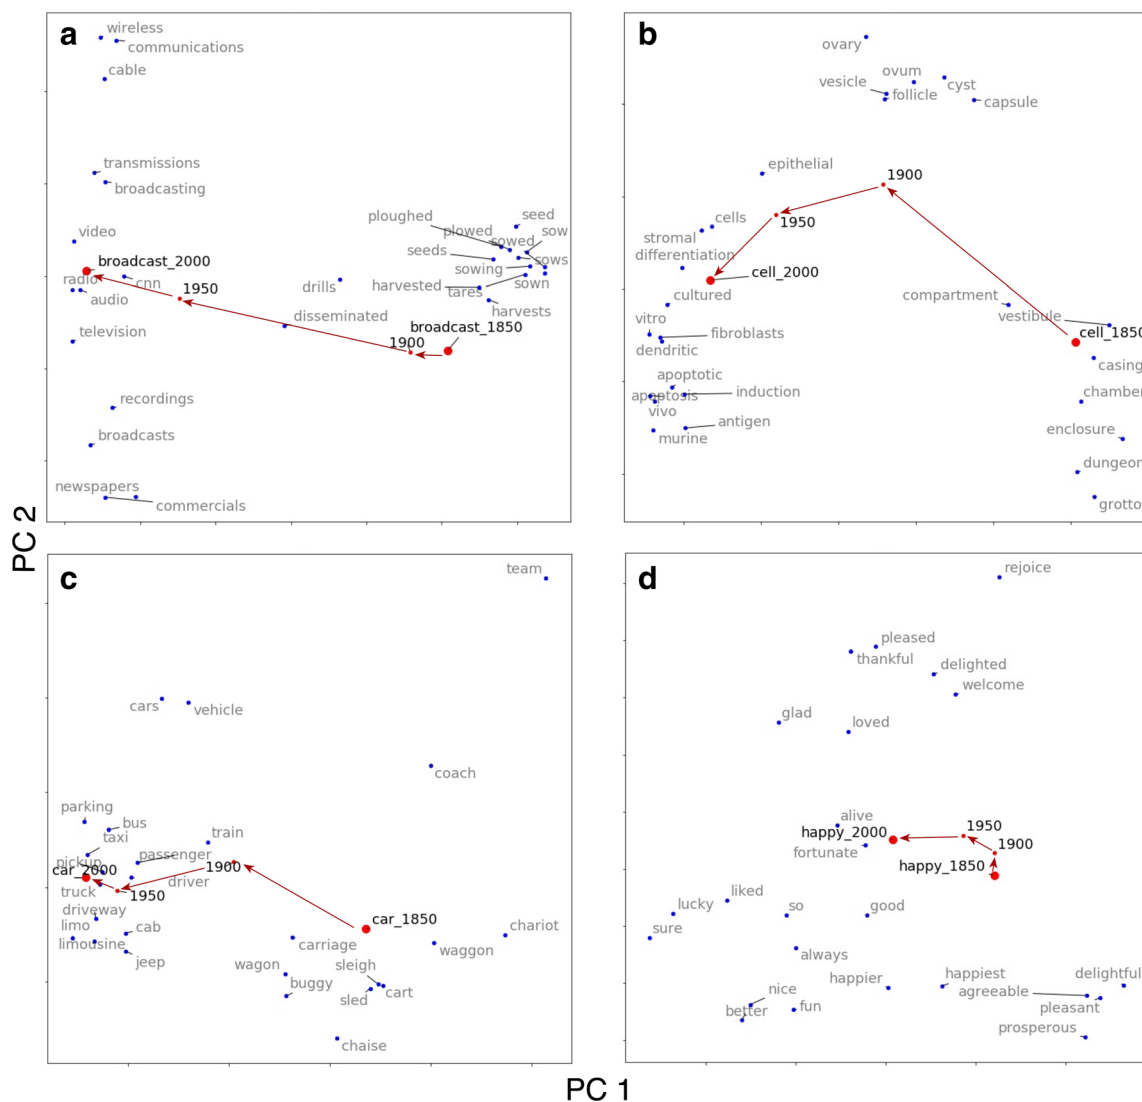 a
wireless
communications
cable
transmissions
broadcasting
video
broadcast_2000
radio
cnn
audio
1950
television
recordings
broadcasts
newspapers
commercials
drills
disseminated
1900
broadcast_1850
ploughed
seed
plowed
sowed
sow
seeds
sows
sowing
harvested
tares
sown
harvests
b
ovary
ovum
vesicle
cyst
follicle
capsule
epithelial
1900
cells
1950
stromal
differentiation
cell_2000
cultured
compartment
vestibule
vitro
fibroblasts
cell_1850
dendritic
casing
apoptotic
apoptosis
induction
chamber
vivo
antigen
murine
enclosure
dungeon
grotto
PC 2
c
team
cars
vehicle
coach
parking
bus
taxi
train
pickup
passenger
1900
car_2000
truck
driver
1950
driveway
car_1850
limo
cab
chariot
limousine
carriage
waggon
jeep
wagon
sleigh
buggy
sled
cart
chaise
d
rejoice
pleased
thankful
delighted
welcome
glad
loved
alive
happy_2000
1950
fortunate
1900
happy_1850
liked
lucky
so
good
sure
always
happier
happiest
delightful
nice
agreeable
better
fun
pleasant
prosperous
PC 1